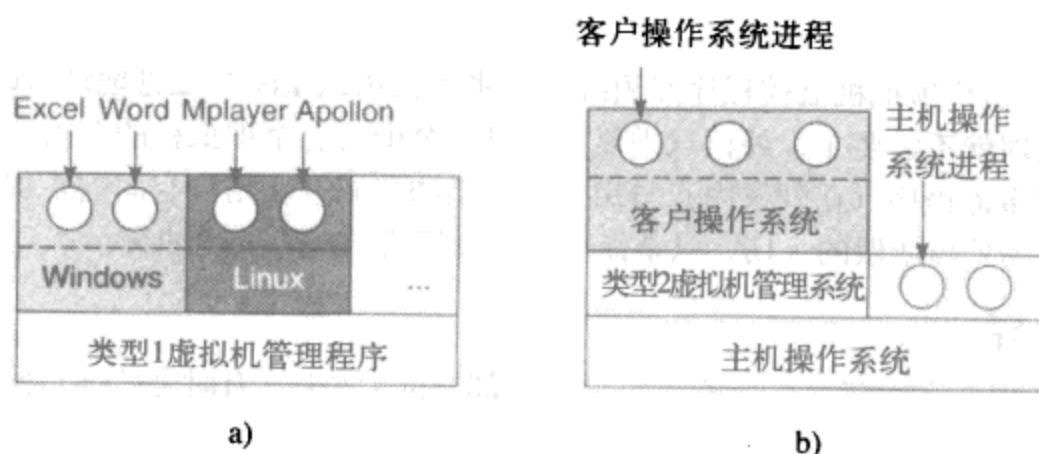 Excel Word Mplayer Apollon
Windows
Linux
...
类型1虚拟机管理程序
a)
客户操作系统进程
主机操作
系统进程
客户操作系统
类型2虚拟机管理系统
主机操作系统
b)